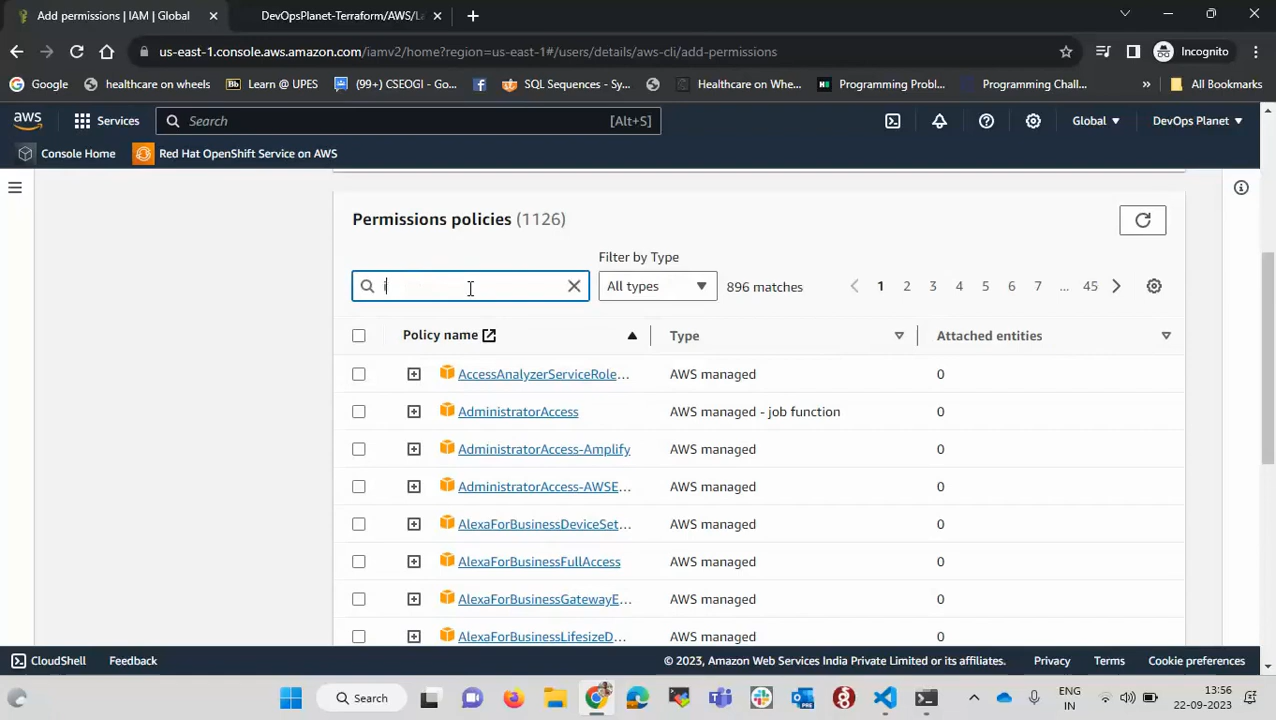 Add permissions | IAM | Global
DevOpsPlanet-Terraform/AWS/La
us-east-1.console.aws.amazon.com/iamv2/home?region=us-east-1#/users/details/aws-cli/add-permissions
Incognito
Google
healthcare on wheels
Bb Learn @ UPES
(99+) CSEOGI - Go...
SQL Sequences - Sy...
Healthcare on Whe...
Programming Probl...
Programming Chall...
» All Bookmarks
aws
Services
Search
[Alt+S]
Global
DevOps Planet
Console Home
Red Hat OpenShift Service on AWS
Permissions policies (1126)
Filter by Type
i
All types
896 matches
1 2 3 4 5 6 7 ... 45
Policy name
Type
Attached entities
AccessAnalyzerServiceRole... AWS managed 0
AdministratorAccess AWS managed - job function 0
AdministratorAccess-Amplify AWS managed 0
AdministratorAccess-AWSE... AWS managed 0
AlexaForBusinessDeviceSet... AWS managed 0
AlexaForBusinessFullAccess AWS managed 0
AlexaForBusinessGatewayE... AWS managed 0
AlexaForBusinessLifesizeD... AWS managed 0
CloudShell
Feedback
© 2023, Amazon Web Services India Private Limited or its affiliates.
Privacy
Terms
Cookie preferences
Search
ENG
IN
13:56
22-09-2023